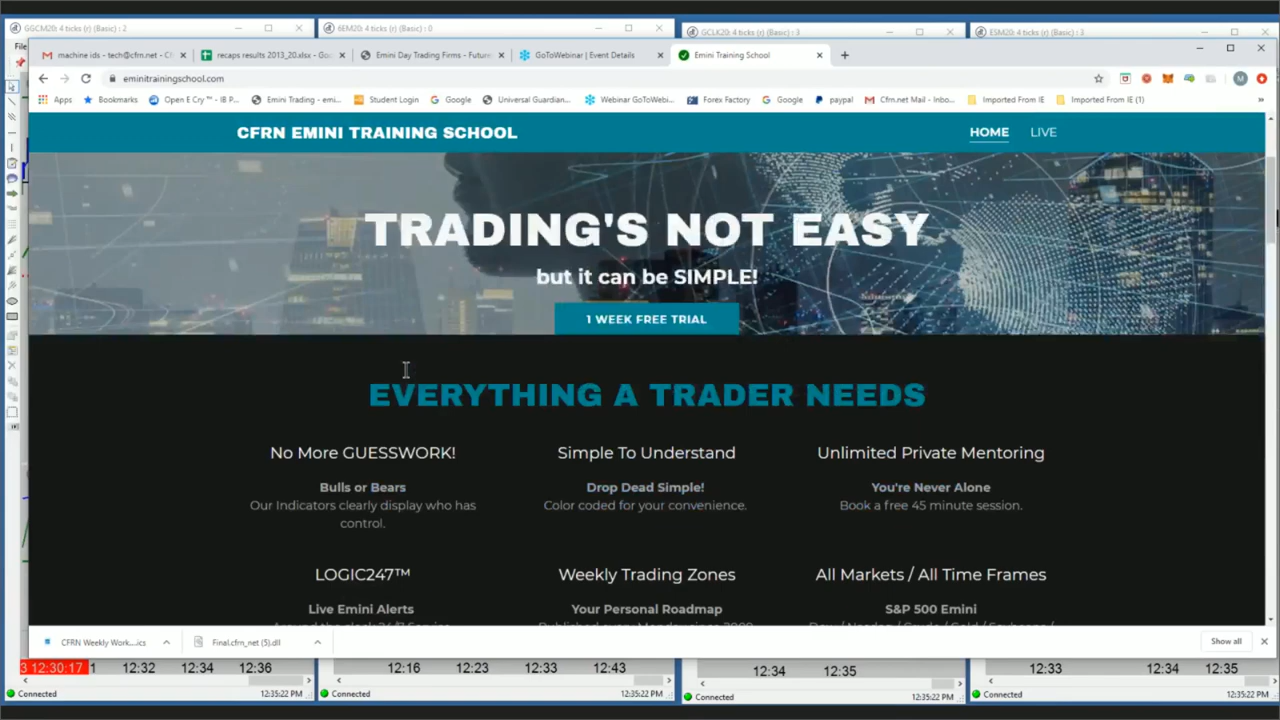 GGCM20: 4 ticks (r) (Basic) : 2
6EM20: 4 ticks (r) (Basic) : 0
GCLK20: 4 ticks (r) (Basic) : 3
ESM20: 4 ticks (r) (Basic) : 3
File
machine ids - tech@cfrn.net - CF
recaps results 2013_20.xlsx - Goog
Emini Day Trading Firms - Future
GoToWebinar | Event Details
Emini Training School
eminitrainingschool.com
M
Apps
Bookmarks
Open E Cry ™ - IB P...
Emini Trading - emi...
Student Login
Google
Universal Guardian...
Webinar GoToWebi...
Forex Factory
Google
paypal
Cfrn.net Mail - Inbo...
Imported From IE
Imported From IE (1)
CFRN EMINI TRAINING SCHOOL
HOME
LIVE
TRADING'S NOT EASY
but it can be SIMPLE!
1 WEEK FREE TRIAL
EVERYTHING A TRADER NEEDS
No More GUESSWORK!
Simple To Understand
Unlimited Private Mentoring
Bulls or Bears
Drop Dead Simple!
You're Never Alone
Our Indicators clearly display who has
control.
Color coded for your convenience.
Book a free 45 minute session.
LOGIC247™
Weekly Trading Zones
All Markets / All Time Frames
Live Emini Alerts
Your Personal Roadmap
S&P 500 Emini
CFRN Weekly Work....ics
Final.cfrn_net (5).dll
Show all
3 12:30:17 1 12:32 12:34 12:36
12:16 12:23 12:33 12:43
12:34 12:35
12:33 12:34 12:35
Connected 12:35:22 PM
Connected 12:35:22 PM
Connected 12:35:22 PM
Connected 12:35:22 PM